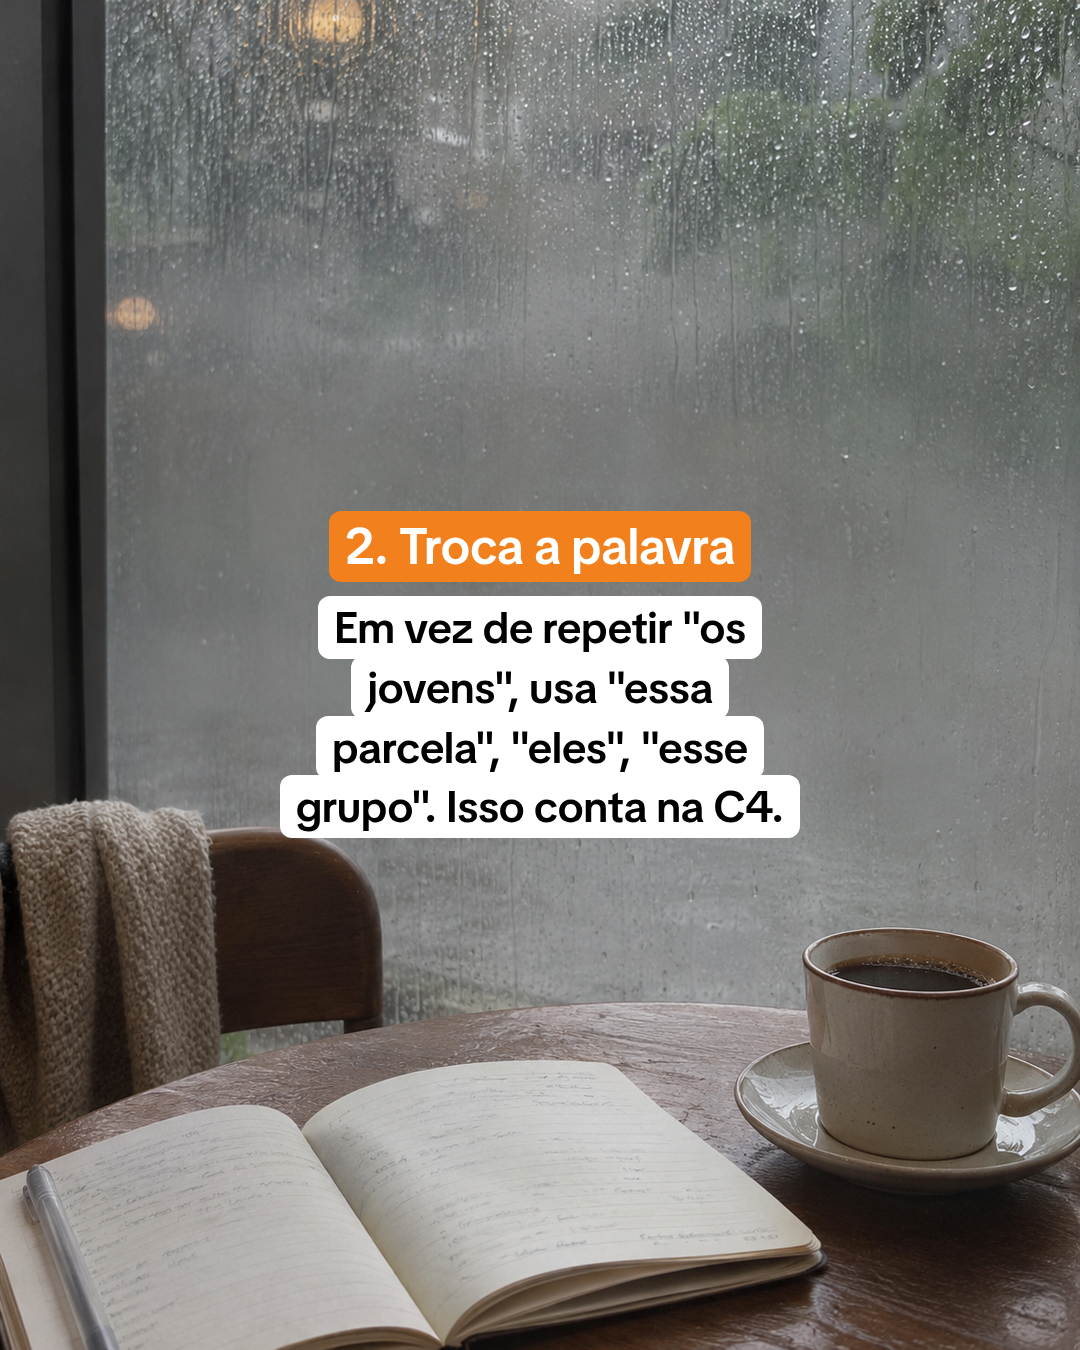 2. Troca a palavra
Em vez de repetir "os
jovens", usa "essa
parcela", "eles", "esse
grupo". Isso conta na C4.